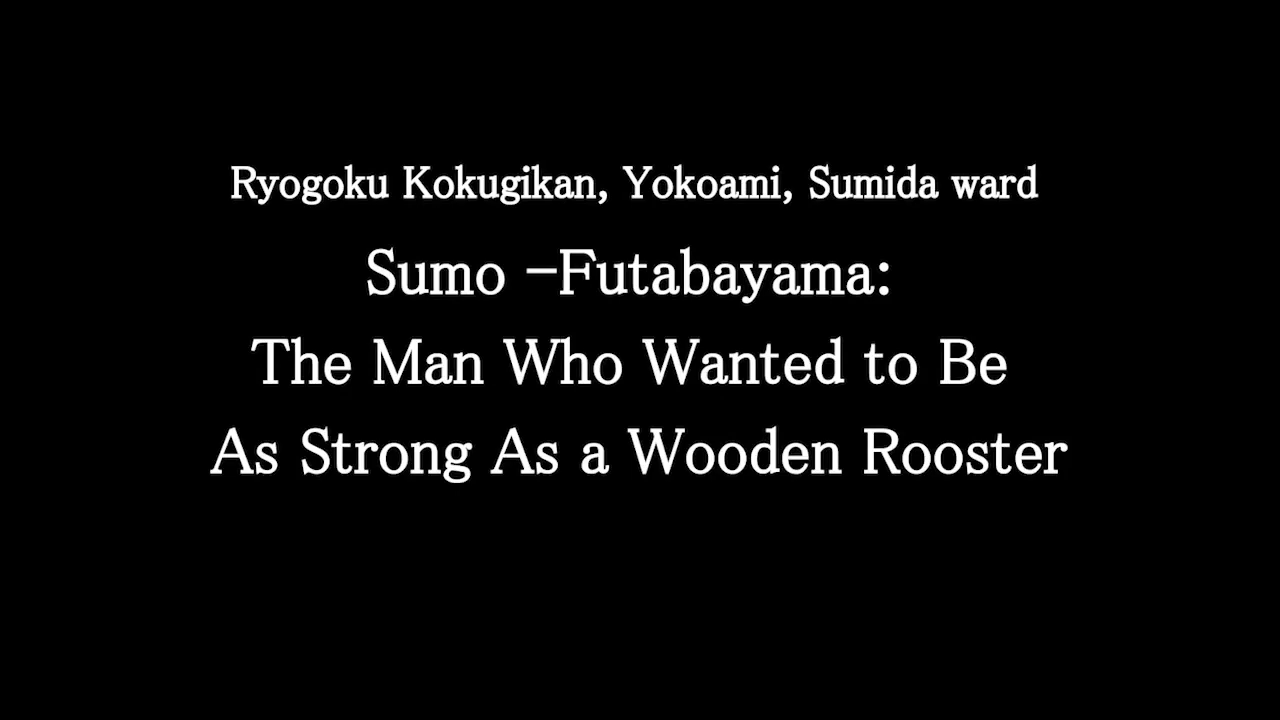 Ryogoku Kokugikan, Yokoami, Sumida ward
Sumo –Futabayama:
The Man Who Wanted to Be
As Strong As a Wooden Rooster